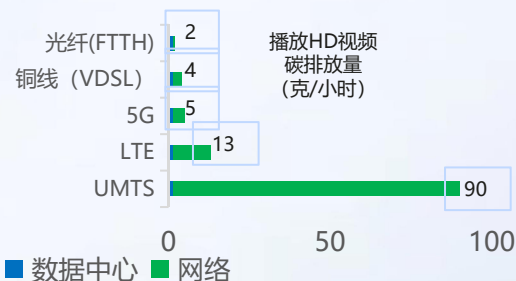 光纤(FTTH)
2
铜线（VDSL）
4
5G
5
LTE
13
UMTS
90
播放HD视频
碳排放量
(克/小时)
0
50
100
数据中心
网络